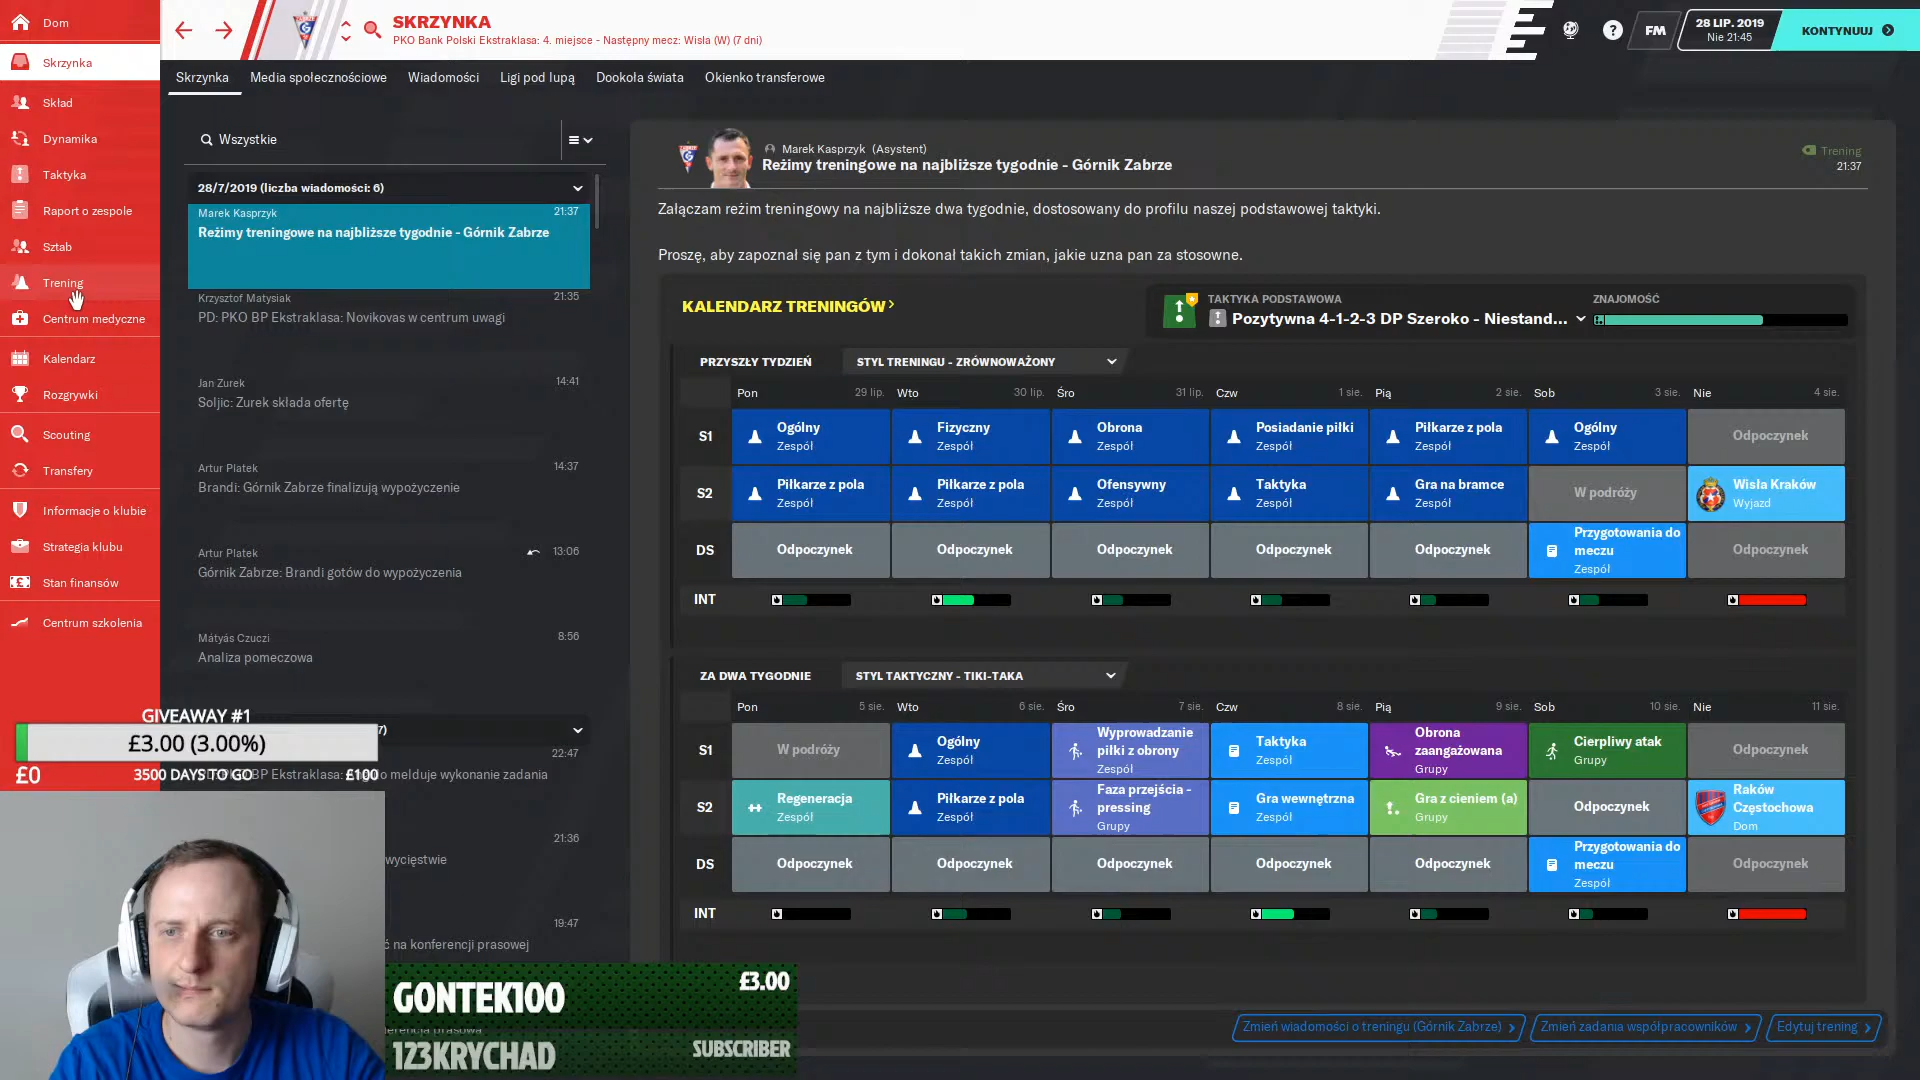 Dom
Skrzynka
Skład
Dynamika
Taktyka
Raport o zespole
Sztab
Trening
Centrum medyczne
Kalendarz
Rozgrywki
Scouting
Transfery
Informacje o klubie
Strategia klubu
Stan finansów
Centrum szkolenia
SKRZYNKA
PKO Bank Polski Ekstraklasa: 4. miejsce - Następny mecz: Wisła (W) (7 dni)
FM
28 LIP. 2019
Nie 21:45
KONTYNUUJ
Skrzynka Media społecznościowe Wiadomości Ligi pod lupą Dookoła świata Okienko transferowe
Wszystkie
28/7/2019 (liczba wiadomości: 6)
Marek Kasprzyk 21:37
Reżimy treningowe na najbliższe tygodnie - Górnik Zabrze
Krzysztof Matysiak 21:35
PD: PKO BP Ekstraklasa: Novikovas w centrum uwagi
Jan Żurek 14:41
Soljic: Żurek składa ofertę
Artur Płatek 14:37
Brandi: Górnik Zabrze finalizują wypożyczenie
Artur Płatek 13:06
Górnik Zabrze: Brandi gotów do wypożyczenia
Mátyás Czuczi 8:56
Analiza pomeczowa
7)
22:47
BP Ekstraklasa: melduje wykonanie zadania
21:36
wycięstwie
19:47
ć na konferencji prasowej
Marek Kasprzyk (Asystent)
Reżimy treningowe na najbliższe tygodnie - Górnik Zabrze
Trening
21:37
Załączam reżim treningowy na najbliższe dwa tygodnie, dostosowany do profilu naszej podstawowej taktyki.
Proszę, aby zapoznał się pan z tym i dokonał takich zmian, jakie uzna pan za stosowne.
KALENDARZ TRENINGÓW
TAKTYKA PODSTAWOWA
Pozytywna 4-1-2-3 DP Szeroko - Niestand...
ZNAJOMOŚĆ
PRZYSZŁY TYDZIEŃ STYL TRENINGU - ZRÓWNOWAŻONY
Pon 29 lip. Wto 30 lip. Śro 31 lip. Czw 1 sie. Pią 2 sie. Sob 3 sie. Nie 4 sie.
S1
Ogólny
Zespół
Fizyczny
Zespół
Obrona
Zespół
Posiadanie piłki
Zespół
Piłkarze z pola
Zespół
Ogólny
Zespół
Odpoczynek
S2
Piłkarze z pola
Zespół
Piłkarze z pola
Zespół
Ofensywny
Zespół
Taktyka
Zespół
Gra na bramce
Zespół
W podróży
Wisła Kraków
Wyjazd
DS
Odpoczynek
Odpoczynek
Odpoczynek
Odpoczynek
Odpoczynek
Przygotowania do
meczu
Zespół
Odpoczynek
INT
ZA DWA TYGODNIE STYL TAKTYCZNY - TIKI-TAKA
Pon 5 sie. Wto 6 sie. Śro 7 sie. Czw 8 sie. Pią 9 sie. Sob 10 sie. Nie 11 sie.
S1
W podróży
Ogólny
Zespół
Wyprowadzanie
piłki z obrony
Zespół
Taktyka
Zespół
Obrona
zaangażowana
Grupy
Cierpliwy atak
Grupy
Odpoczynek
S2
Regeneracja
Zespół
Piłkarze z pola
Zespół
Faza przejścia -
pressing
Grupy
Gra wewnętrzna
Zespół
Gra z cieniem (a)
Grupy
Odpoczynek
Raków
Częstochowa
Dom
DS
Odpoczynek
Odpoczynek
Odpoczynek
Odpoczynek
Odpoczynek
Przygotowania do
meczu
Zespół
Odpoczynek
INT
Zmień wiadomości o treningu (Górnik Zabrze)
Zmień zadania współpracowników
Edytuj trening
GIVEAWAY #1
£3.00 (3.00%)
£0 3500 DAYS TO GO £100
GONTEK100 £3.00
123KRYCHAD SUBSCRIBER